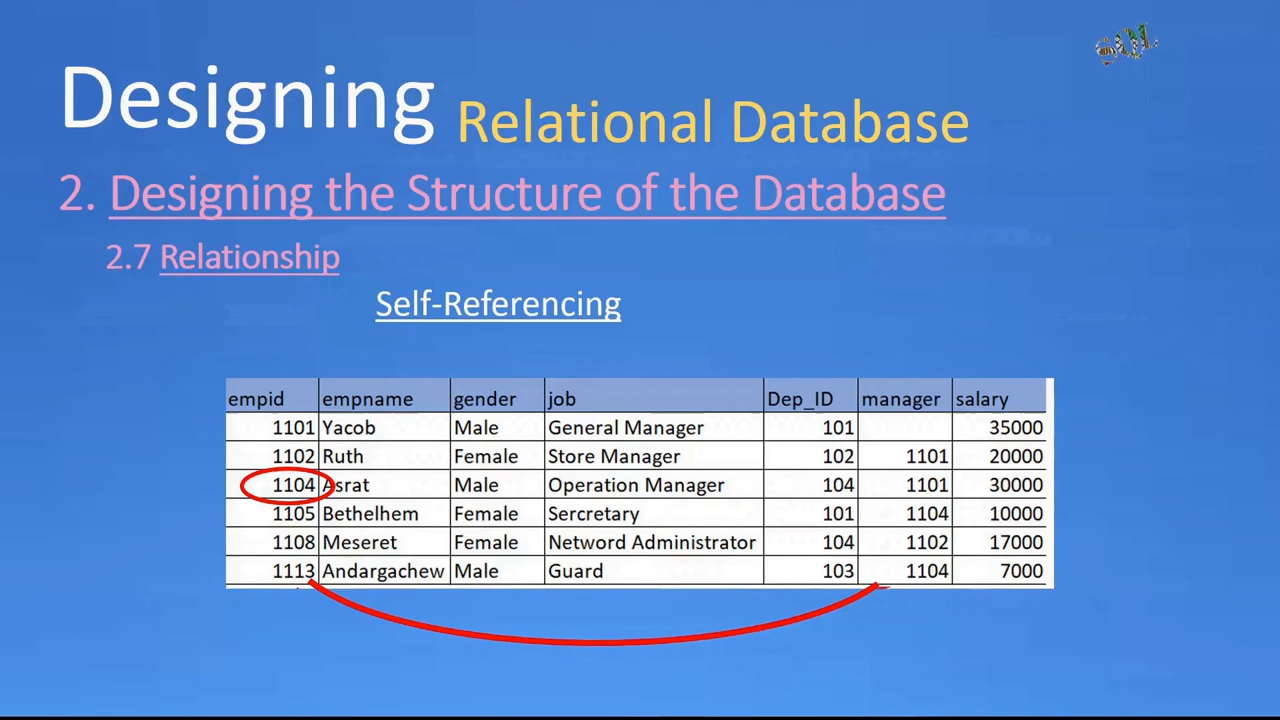 SQL
Designing Relational Database
2. Designing the Structure of the Database
2.7 Relationship
Self-Referencing
empid empname gender job Dep_ID manager salary
1101 Yacob Male General Manager 101 35000
1102 Ruth Female Store Manager 102 1101 20000
1104 Asrat Male Operation Manager 104 1101 30000
1105 Bethelhem Female Sercretary 101 1104 10000
1108 Meseret Female Netword Administrator 104 1102 17000
1113 Andargachew Male Guard 103 1104 7000